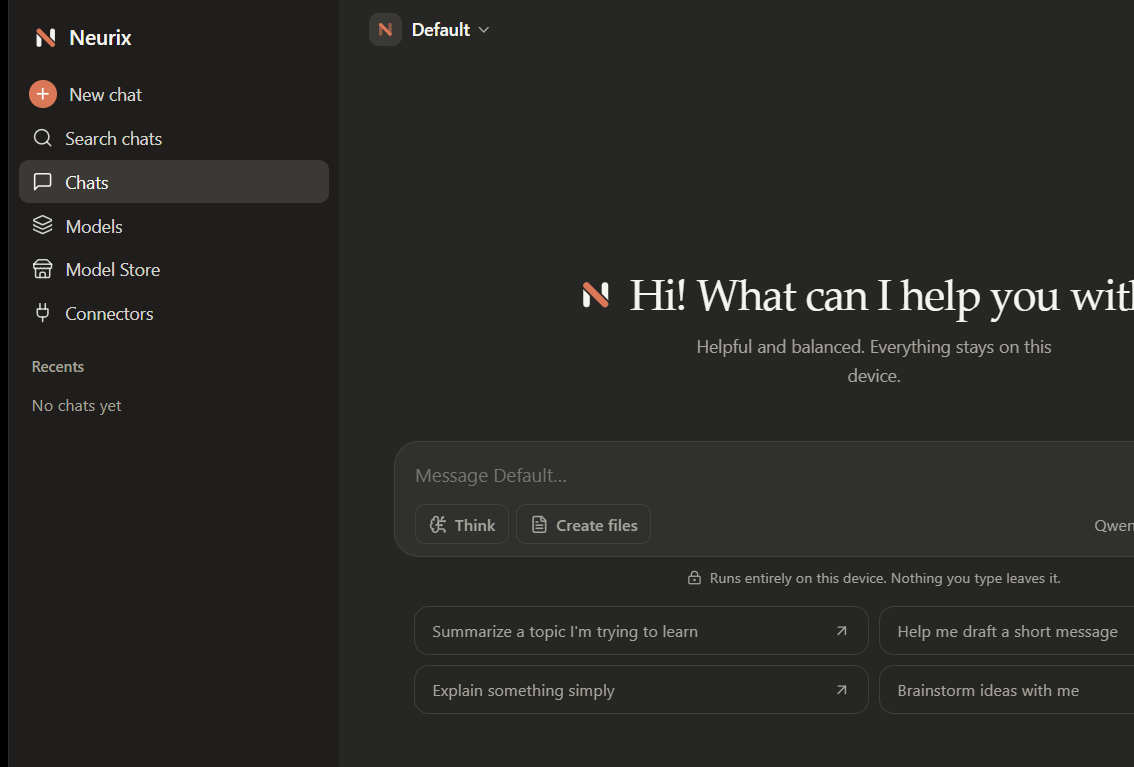 Neurix
New chat
Search chats
Chats
Models
Model Store
Connectors
Recents
No chats yet
Default
Hi! What can I help you with
Helpful and balanced. Everything stays on this
device.
Message Default...
Think
Create files
Qwen
Runs entirely on this device. Nothing you type leaves it.
Summarize a topic I'm trying to learn
Help me draft a short message
Explain something simply
Brainstorm ideas with me